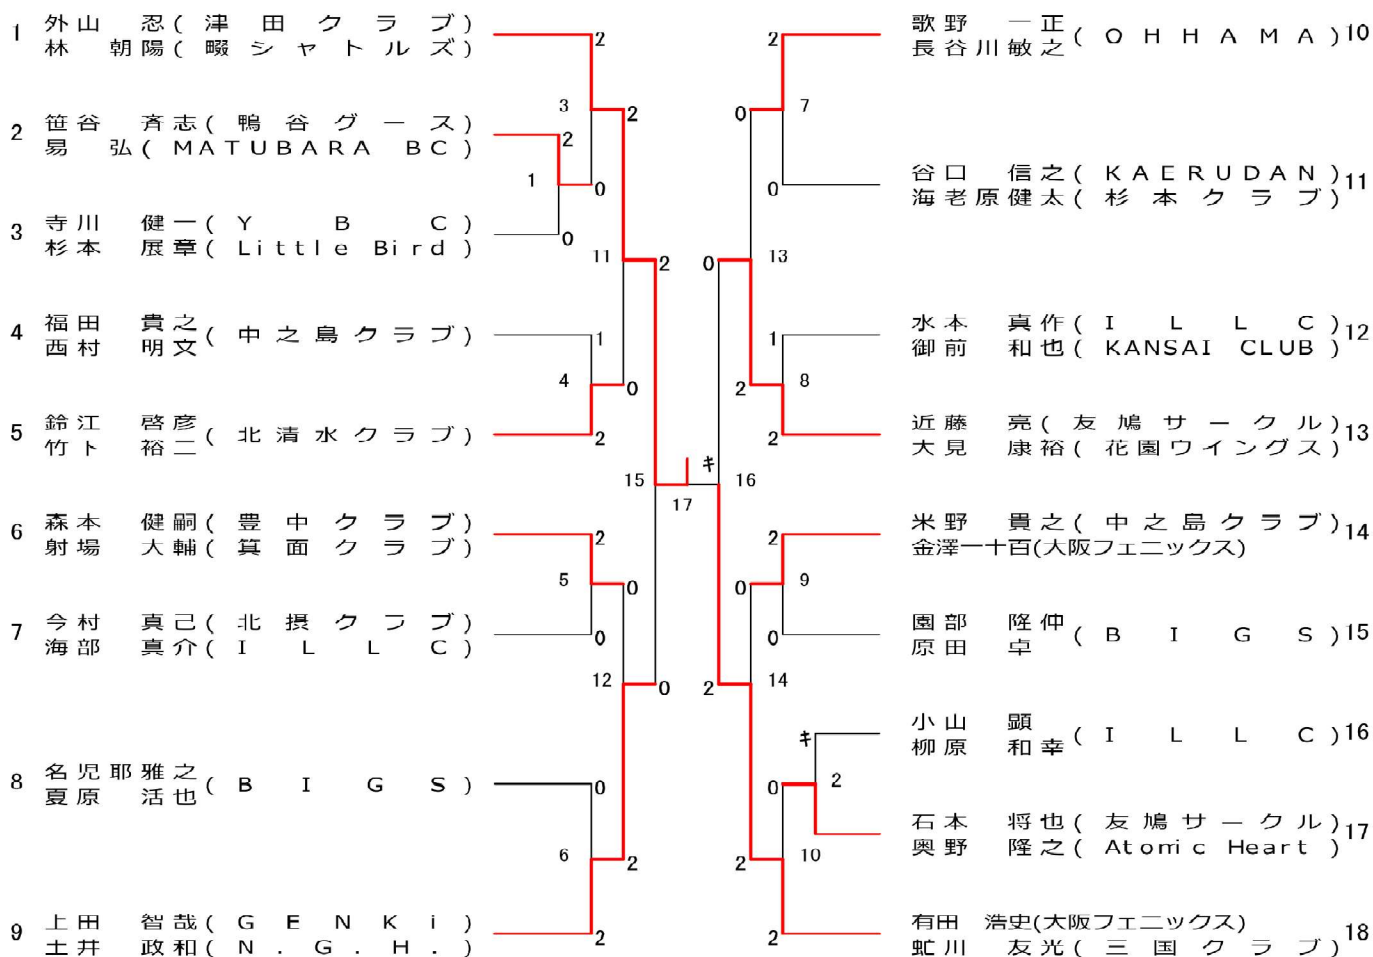 1 外山 忍(津田クラブ)
林 朝陽(畷シャトルズ)
2 笹谷 斉志(鴨谷グース)
易 弘(MATUBARA BC)
3 寺川 健一(YBC)
杉本 展章(Little Bird)
4 福田 貴之
西村 明文(中之島クラブ)
5 鈴江 啓彦
竹下 裕二(北清水クラブ)
6 森本 健嗣(豊中クラブ)
射場 大輔(箕面クラブ)
7 今村 真己(北摂クラブ)
海部 真介(ILLC)
8 名児耶雅之
夏原 活也(BIGS)
9 上田 智哉(GENKi)
土井 政和(N.G.H.)
2
3
2
2
1
0
0
11
2
1
4
0
2
15
17
2
5
0
0
12
0
0
6
2
2
2
0
7
0
0
13
1
2
8
2
キ
16
2
0
9
0
2
14
キ
2
0
2
10
2
歌野 一正
長谷川敏之(OHHAMA) 10
谷口 信之(KAERUDAN)
海老原健太(杉本クラブ) 11
水本 真作(ILLC)
御前 和也(KANSAI CLUB) 12
近藤 亮(友鳩サークル)
大見 康裕(花園ウイングス) 13
米野 貴之(中之島クラブ)
金澤一十百(大阪フェニックス) 14
園部 隆仲
原田 卓(BIGS) 15
小山 顕
柳原 和幸(ILLC) 16
石本 将也(友鳩サークル)
奥野 隆之(Atomic Heart) 17
有田 浩史(大阪フェニックス)
虻川 友光(三国クラブ) 18